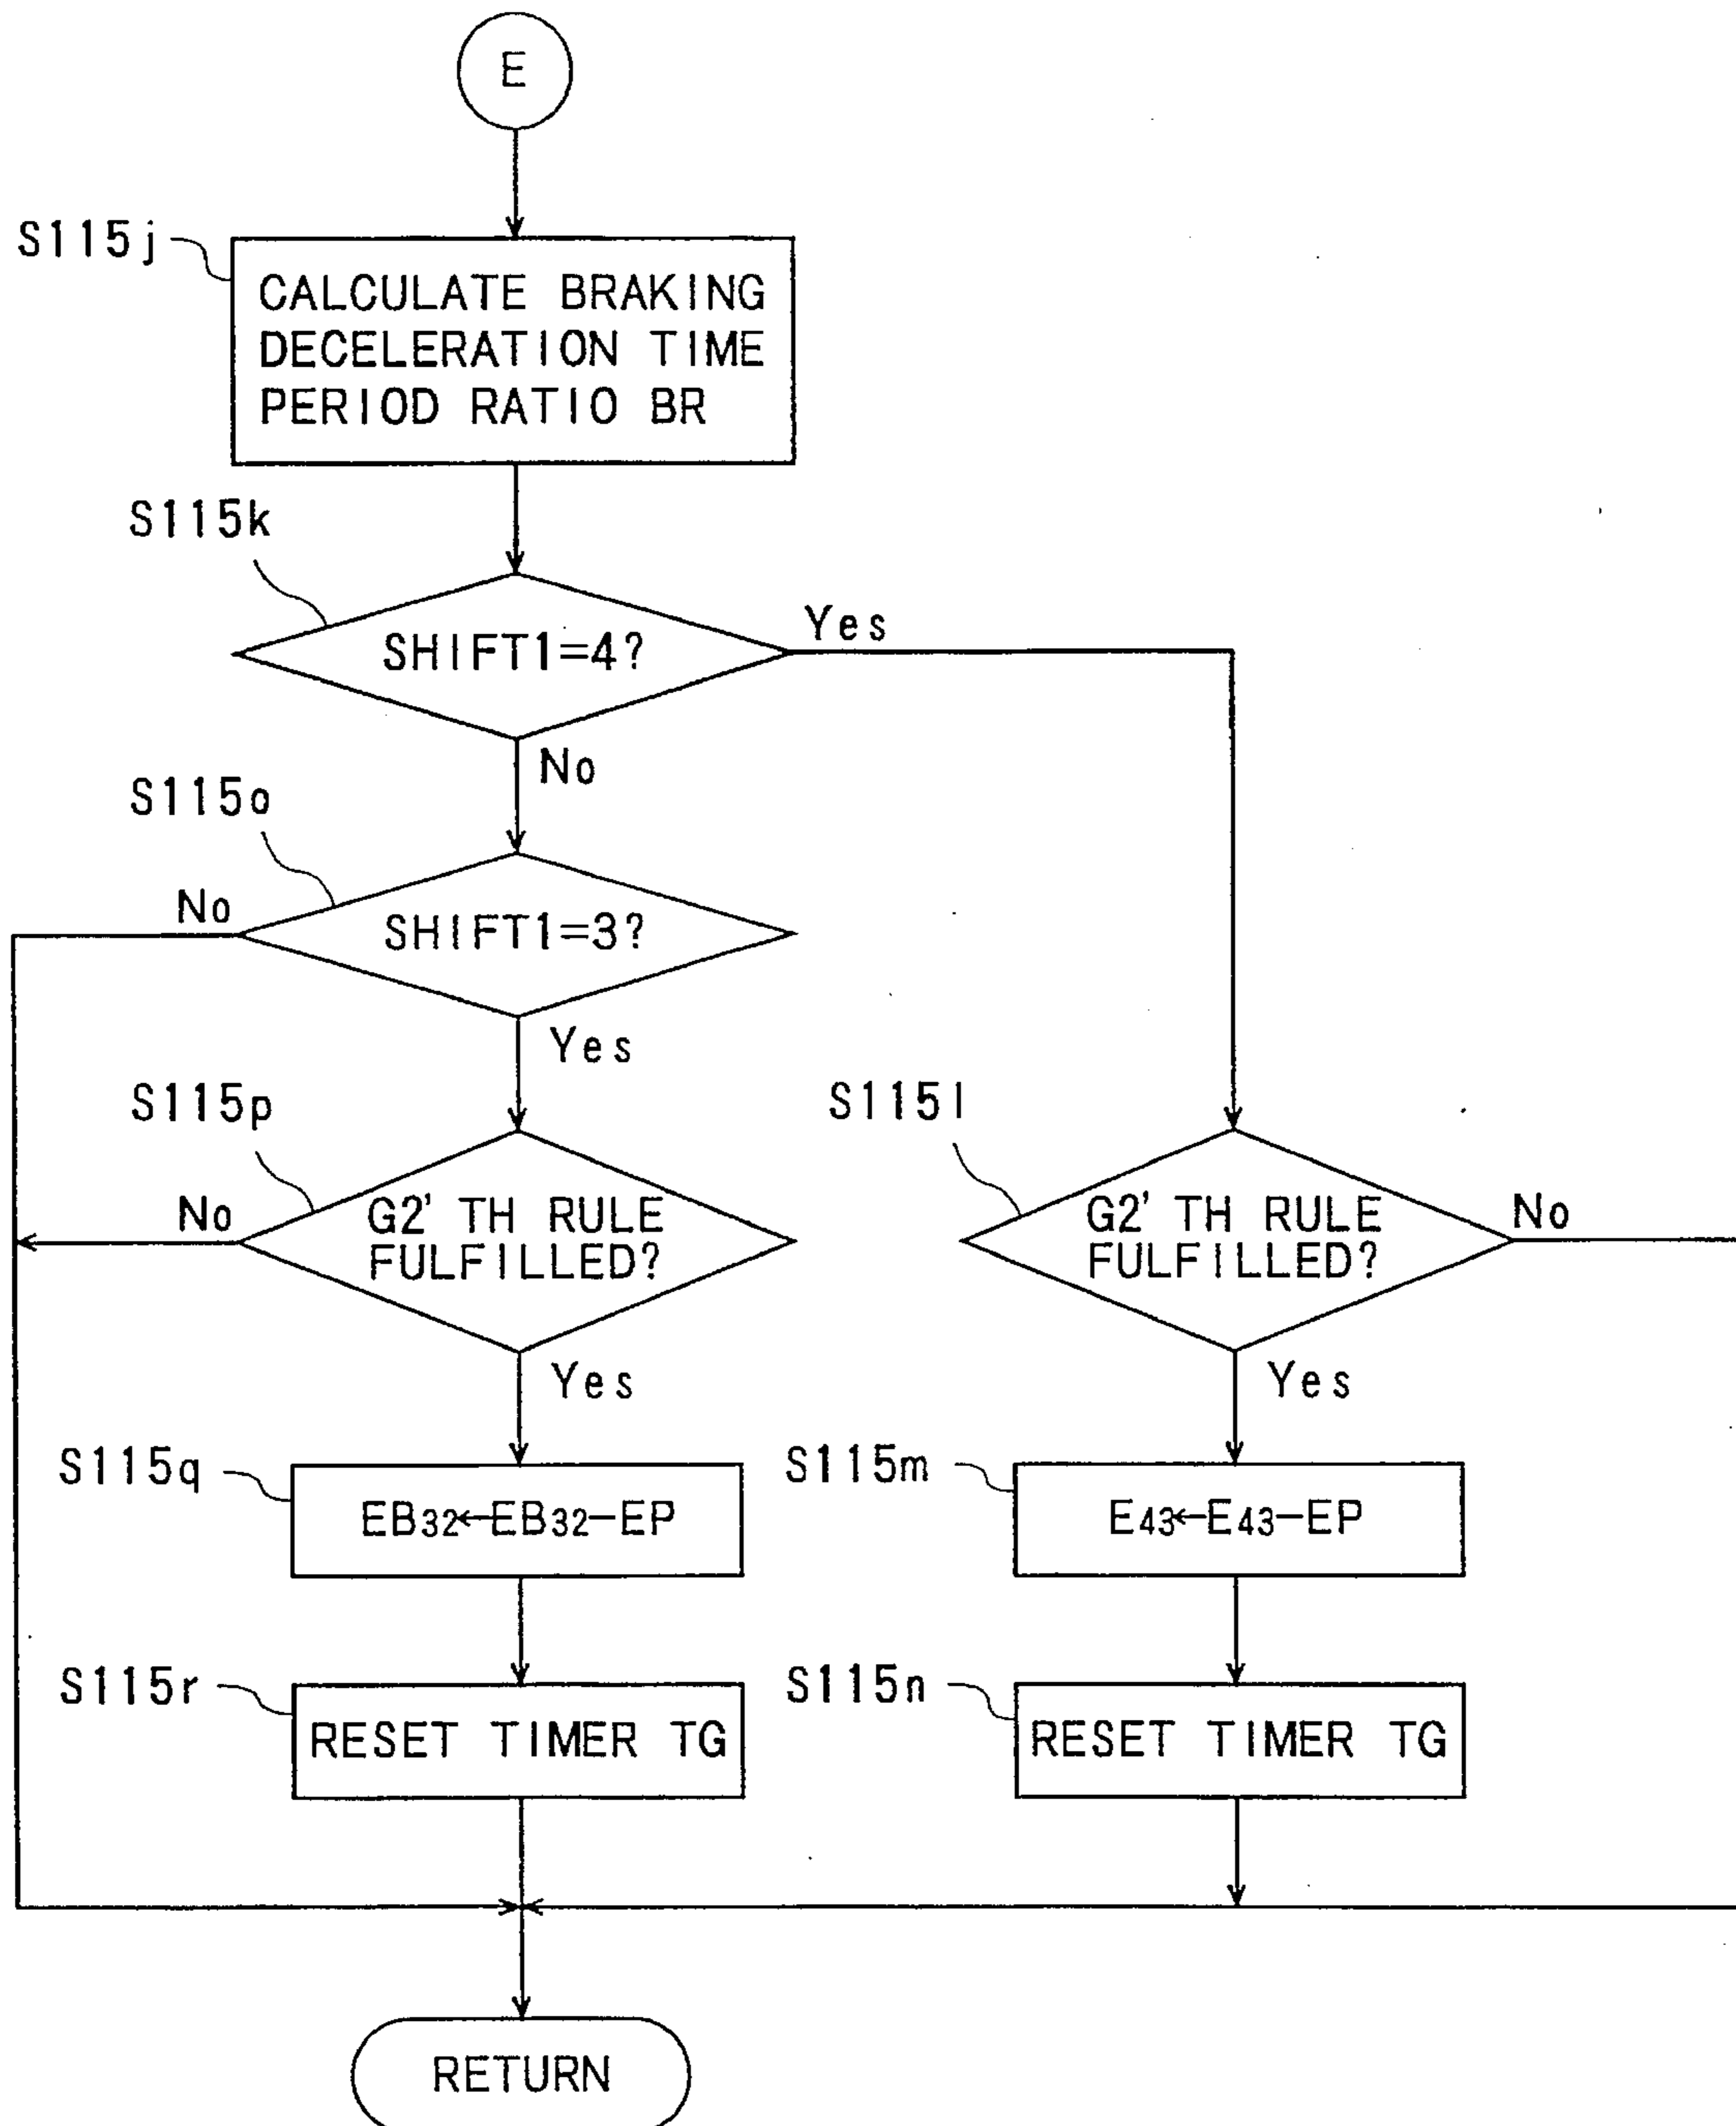 E
S115j
CALCULATE BRAKING
DECELERATION TIME
PERIOD RATIO BR
S115k
SHIFT1=4?
Yes
No
S115o
SHIFT1=3?
No
Yes
S115p
G2' TH RULE
FULFILLED?
No
Yes
S115l
G2' TH RULE
FULFILLED?
No
Yes
S115q
EB32←EB32-EP
S115m
E43←E43-EP
S115r
RESET TIMER TG
S115n
RESET TIMER TG
RETURN